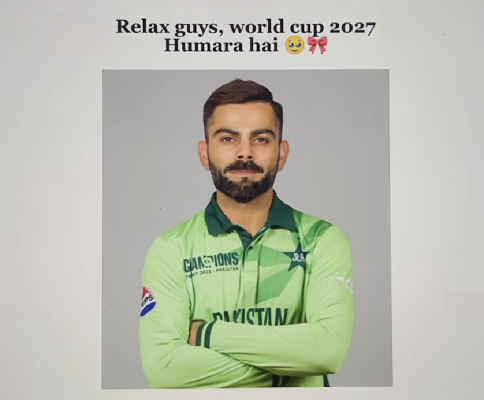 Relax guys, world cup 2027
Humara hai 🥹🎀
CHAMPIONS
PAKISTAN